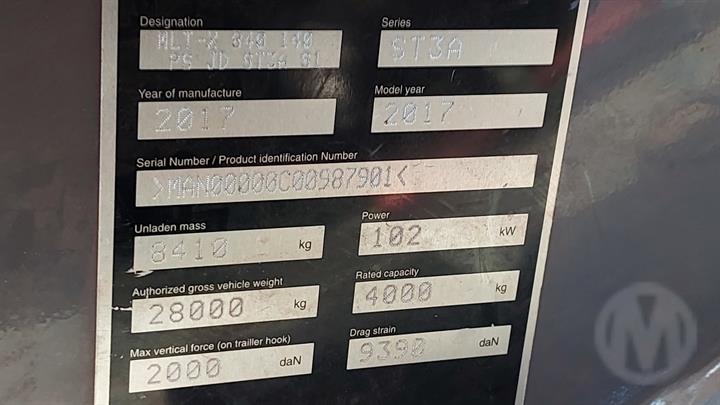 Designation
MLT-X 840 140
PS JD ST3A S1
Series
ST3A
Year of manufacture
2017
Model year
2017
Serial Number / Product identification Number
>MAN00000C00987901<
Unladen mass
8410 kg
Power
102 kW
Authorized gross vehicle weight
28000 kg
Rated capacity
4000 kg
Max vertical force (on trailler hook)
2000 daN
Drag strain
9390 daN
M